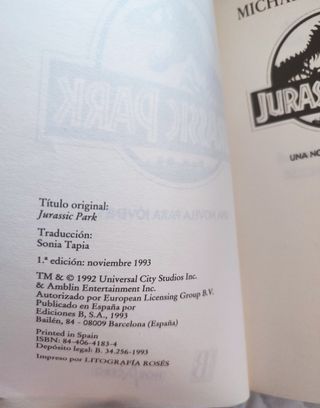 Título original:
Jurassic Park
Traducción:
Sonia Tapia
1.ª edición: noviembre 1993
TM & © 1992 Universal City Studios Inc.
& Amblin Entertainment Inc.
Autorizado por European Licensing Group B.V.
Publicado en España por
Ediciones B, S.A., 1993
Bailén, 84 - 08009 Barcelona (España)
Printed in Spain
ISBN: 84-406-4183-4
Depósito legal: B. 34.256-1993
Impreso por LITOGRAFÍA ROSÉS
MICHA
JURASS
UNA NO